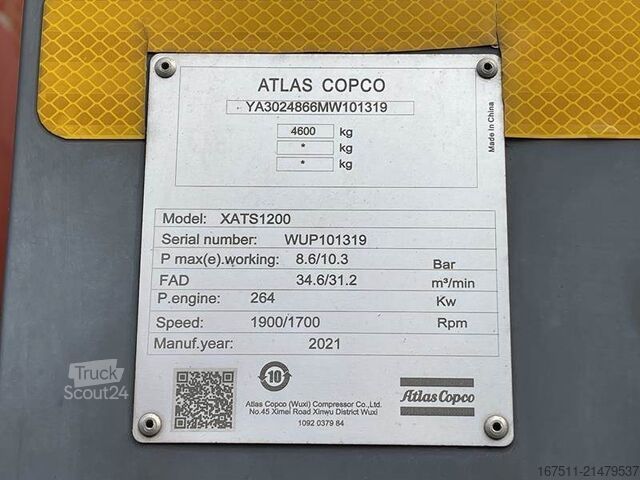 ATLAS COPCO
YA3024866MW101319
4600 kg
* kg
* kg
Made In China
Model: XATS1200
Serial number: WUP101319
P max(e).working: 8.6/10.3 Bar
FAD 34.6/31.2 m³/min
P.engine: 264 Kw
Speed: 1900/1700 Rpm
Manuf.year: 2021
10
Atlas Copco (Wuxi) Compressor Co.,Ltd.
No.45 Ximei Road Xinwu District Wuxi
1092 0379 84
Atlas Copco
Truck
Scout24
167511-21479537